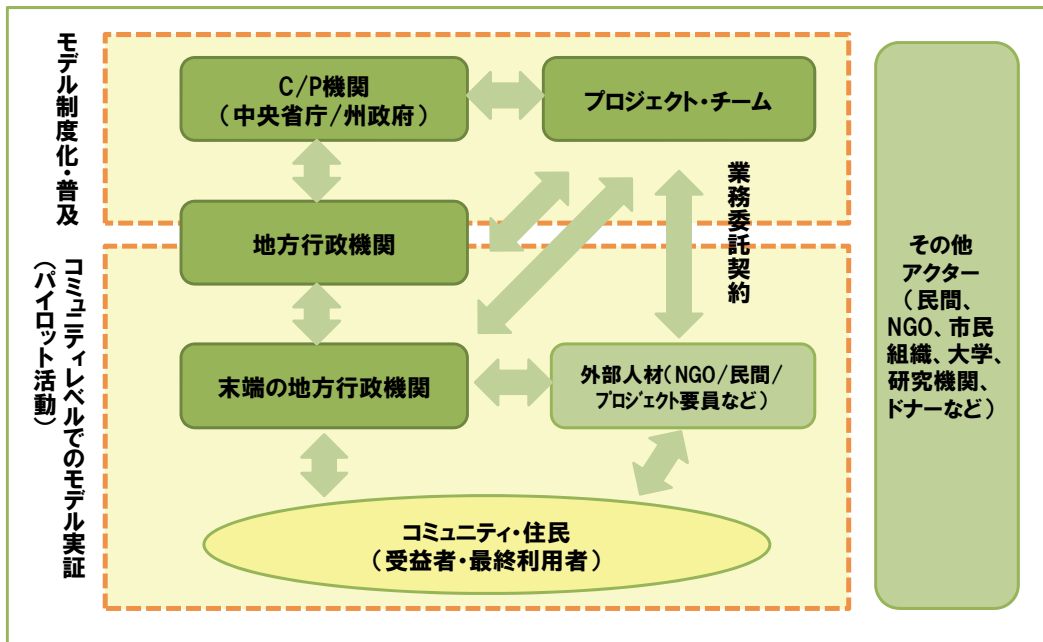 モデル制度化・普及
C/P機関
（中央省庁/州政府）
プロジェクト・チーム
地方行政機関
業務委託契約
コミュニティレベルでのモデル実証
（パイロット活動）
末端の地方行政機関
外部人材（NGO/民間/
プロジェクト要員など）
コミュニティ・住民
（受益者・最終利用者）
その他
アクター
（民間、
NGO、市民
組織、大学、
研究機関、
ドナーなど）